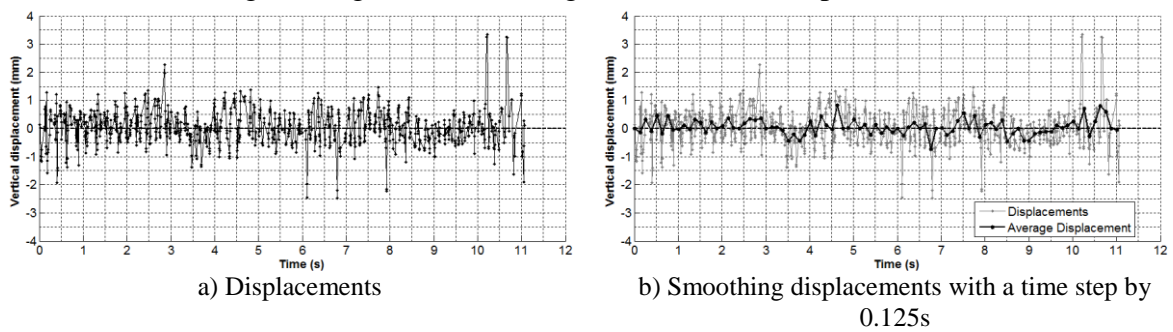 Vertical displacement (mm)
4
3
2
1
0
-1
-2
-3
-4
0 1 2 3 4 5 6 7 8 9 10 11 12
Time (s)
a) Displacements
Vertical displacement (mm)
4
3
2
1
0
-1
-2
-3
-4
Displacements
Average Displacement
0 1 2 3 4 5 6 7 8 9 10 11 12
Time (s)
b) Smoothing displacements with a time step by
0.125s